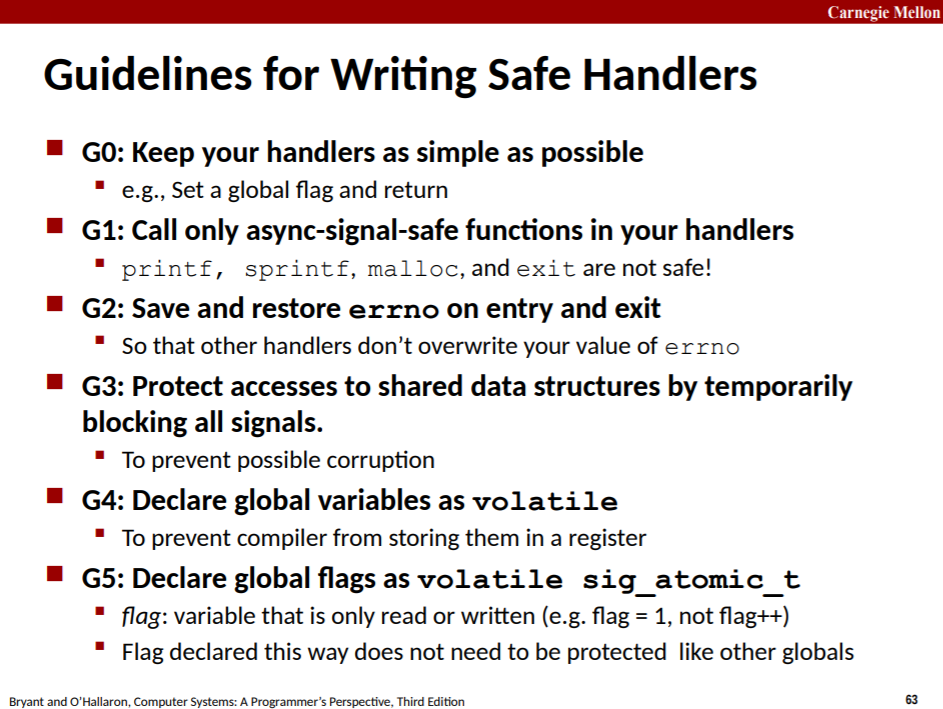 Carnegie Mellon
Guidelines for Writing Safe Handlers
G0: Keep your handlers as simple as possible
e.g., Set a global flag and return
G1: Call only async-signal-safe functions in your handlers
printf, sprintf, malloc, and exit are not safe!
G2: Save and restore errno on entry and exit
So that other handlers don’t overwrite your value of errno
G3: Protect accesses to shared data structures by temporarily
blocking all signals.
To prevent possible corruption
G4: Declare global variables as volatile
To prevent compiler from storing them in a register
G5: Declare global flags as volatile sig_atomic_t
flag: variable that is only read or written (e.g. flag = 1, not flag++)
Flag declared this way does not need to be protected  like other globals
Bryant and O’Hallaron, Computer Systems: A Programmer’s Perspective, Third Edition
63